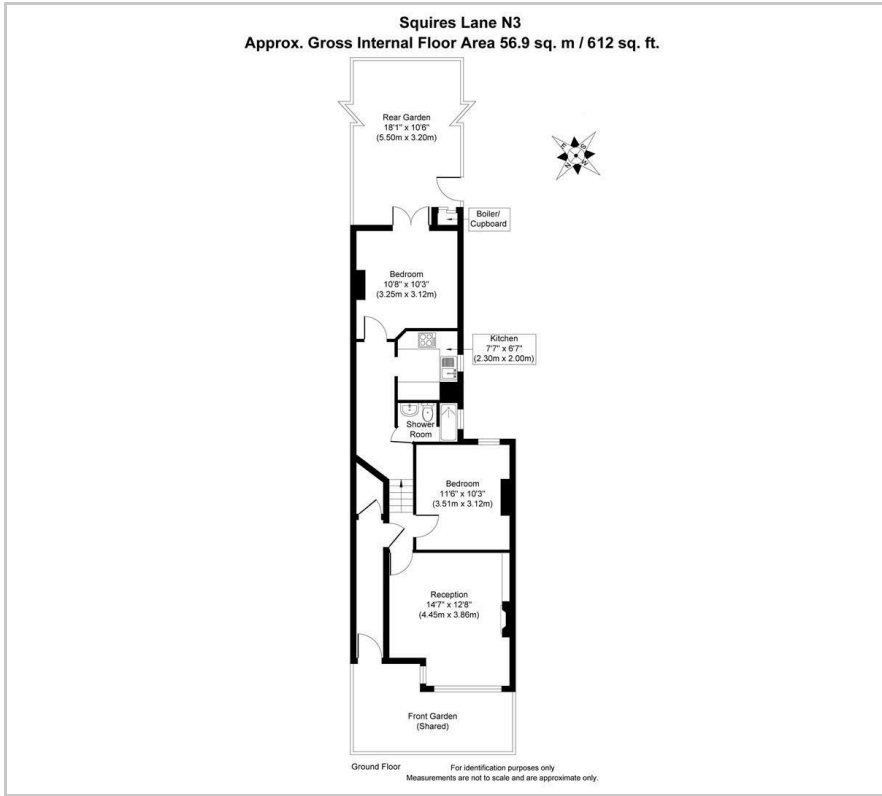 Squires Lane N3
Approx. Gross Internal Floor Area 56.9 sq. m / 612 sq. ft.
Rear Garden
18'1" x 10'6"
(5.50m x 3.20m)
E
S
N
W
Boiler/
Cupboard
Bedroom
10'8" x 10'3"
(3.25m x 3.12m)
Kitchen
7'7" x 6'7"
(2.30m x 2.00m)
Shower
Room
Bedroom
11'6" x 10'3"
(3.51m x 3.12m)
Reception
14'7" x 12'8"
(4.45m x 3.86m)
Front Garden
(Shared)
Ground Floor
For identification purposes only
Measurements are not to scale and are approximate only.